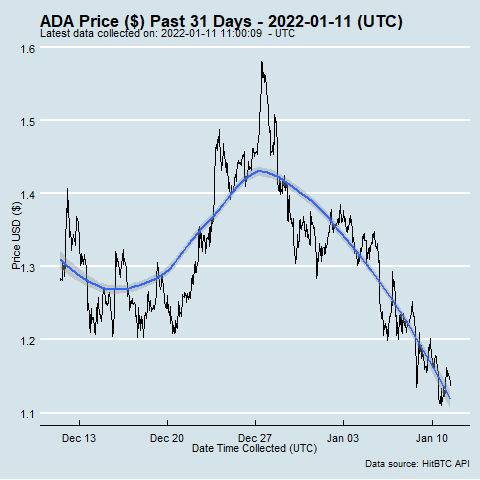 ADA Price ($) Past 31 Days - 2022-01-11 (UTC)
Latest data collected on: 2022-01-11 11:00:09  - UTC
1.6
1.5
1.4
1.3
1.2
1.1
Price USD ($)
Dec 13
Dec 20
Dec 27
Jan 03
Jan 10
Date Time Collected (UTC)
Data source: HitBTC API